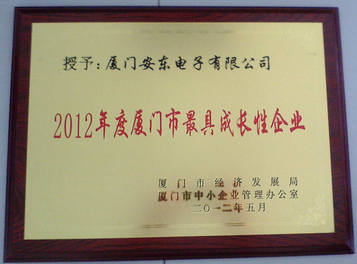 授予：厦门安东电子有限公司
2012年度厦门市最具成长性企业
厦门市经济发展局
厦门市中小企业管理办公室
二〇一二年五月